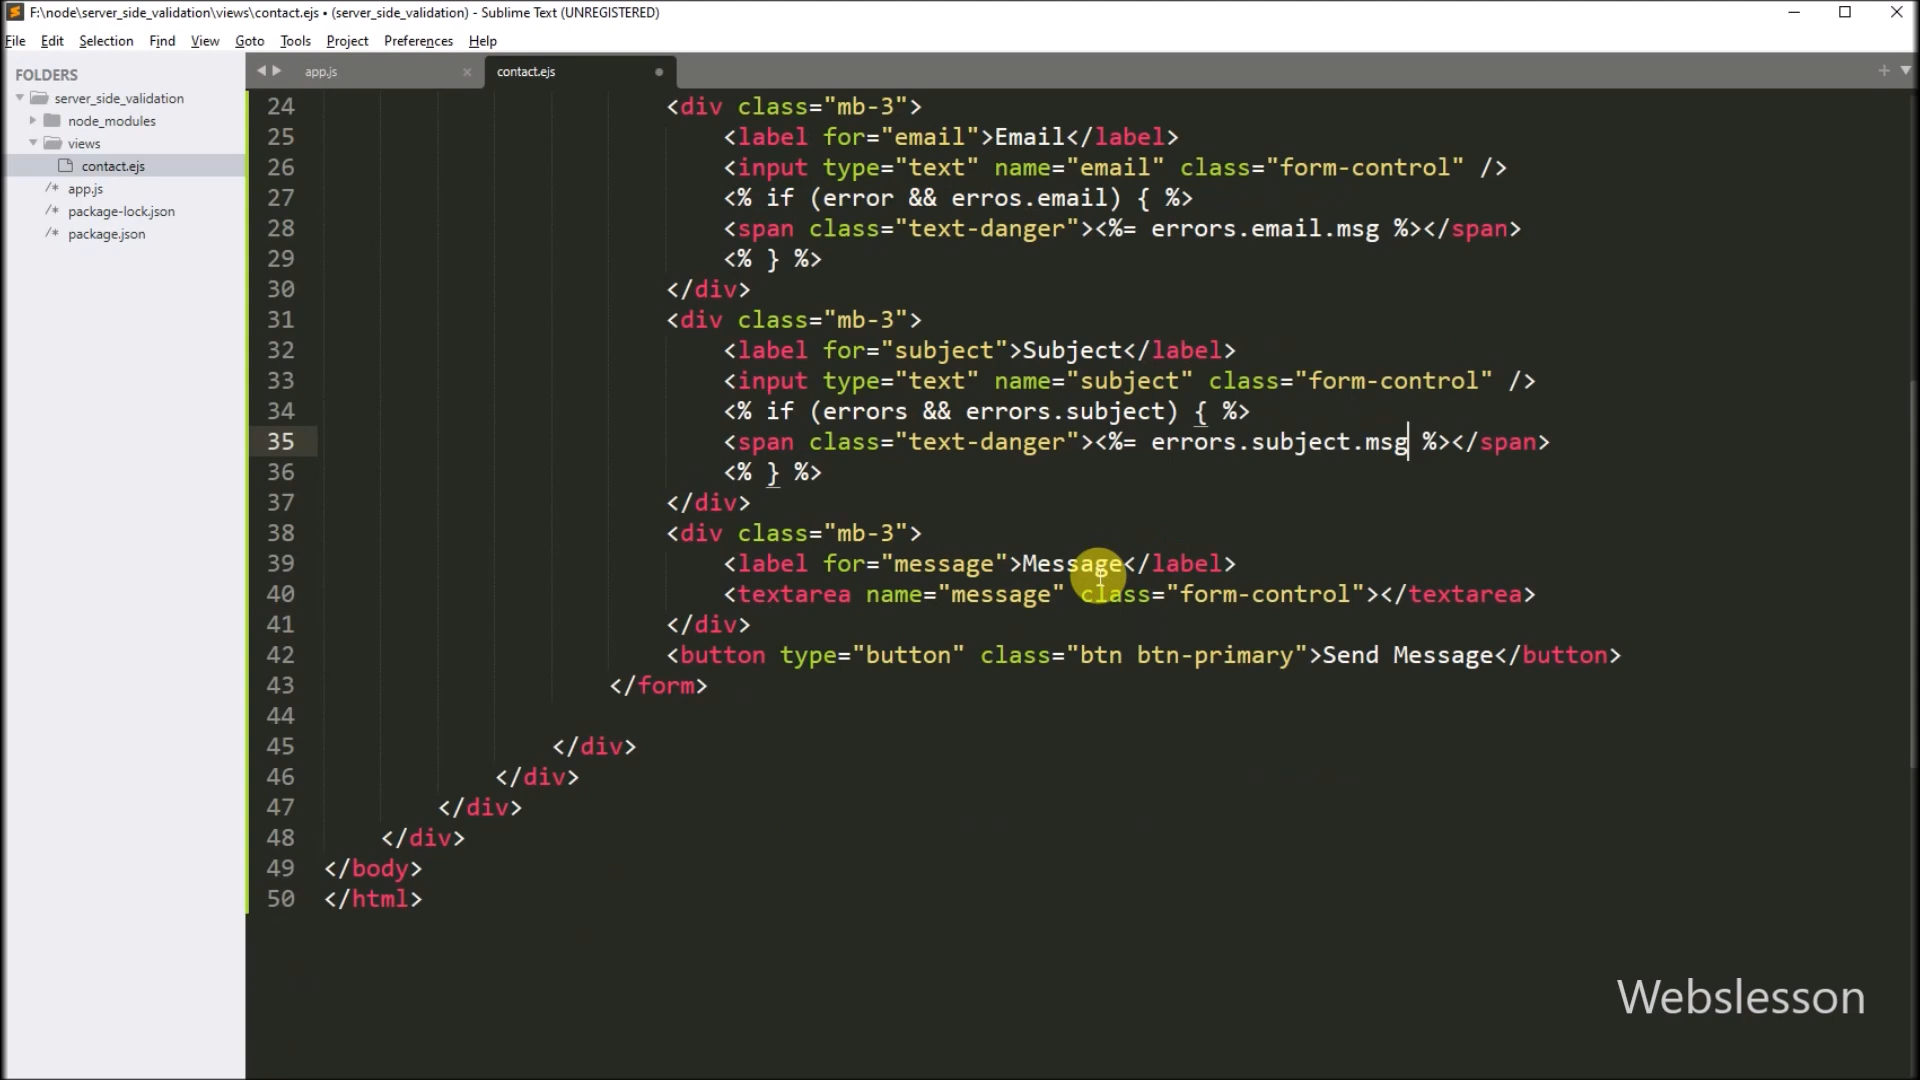 F:\node\server_side_validation\views\contact.ejs • (server_side_validation) - Sublime Text (UNREGISTERED)
File Edit Selection Find View Goto Tools Project Preferences Help
FOLDERS
server_side_validation
node_modules
views
contact.ejs
/* app.js
/* package-lock.json
/* package.json
app.js × contact.ejs
24 <div class="mb-3">
25 <label for="email">Email</label>
26 <input type="text" name="email" class="form-control" />
27 <% if (error && erros.email) { %>
28 <span class="text-danger"><%= errors.email.msg %></span>
29 <% } %>
30 </div>
31 <div class="mb-3">
32 <label for="subject">Subject</label>
33 <input type="text" name="subject" class="form-control" />
34 <% if (errors && errors.subject) { %>
35 <span class="text-danger"><%= errors.subject.msg %></span>
36 <% } %>
37 </div>
38 <div class="mb-3">
39 <label for="message">Message</label>
40 <textarea name="message" class="form-control"></textarea>
41 </div>
42 <button type="button" class="btn btn-primary">Send Message</button>
43 </form>
44
45 </div>
46 </div>
47 </div>
48 </div>
49 </body>
50 </html>
Webslesson